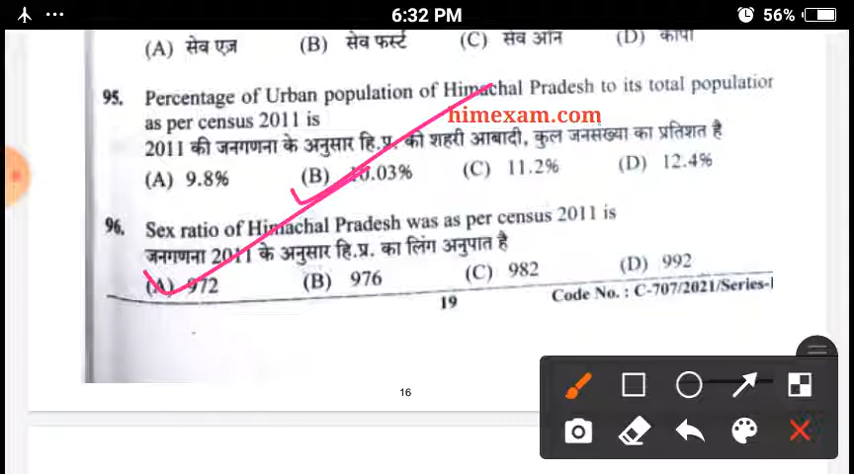 6:32 PM
56%
(A) सेव एज़ (B) सेव फर्स्ट (C) सेव ऑन (D) कापी
95. Percentage of Urban population of Himachal Pradesh to its total population
as per census 2011 is
himexam.com
2011 की जनगणना के अनुसार हि.प्र. की शहरी आबादी, कुल जनसंख्या का प्रतिशत है
(A) 9.8% (B) 10.03% (C) 11.2% (D) 12.4%
96. Sex ratio of Himachal Pradesh was as per census 2011 is
जनगणना 2011 के अनुसार हि.प्र. का लिंग अनुपात है
(A) 972 (B) 976 (C) 982 (D) 992
19 Code No. : C-707/2021/Series-
16